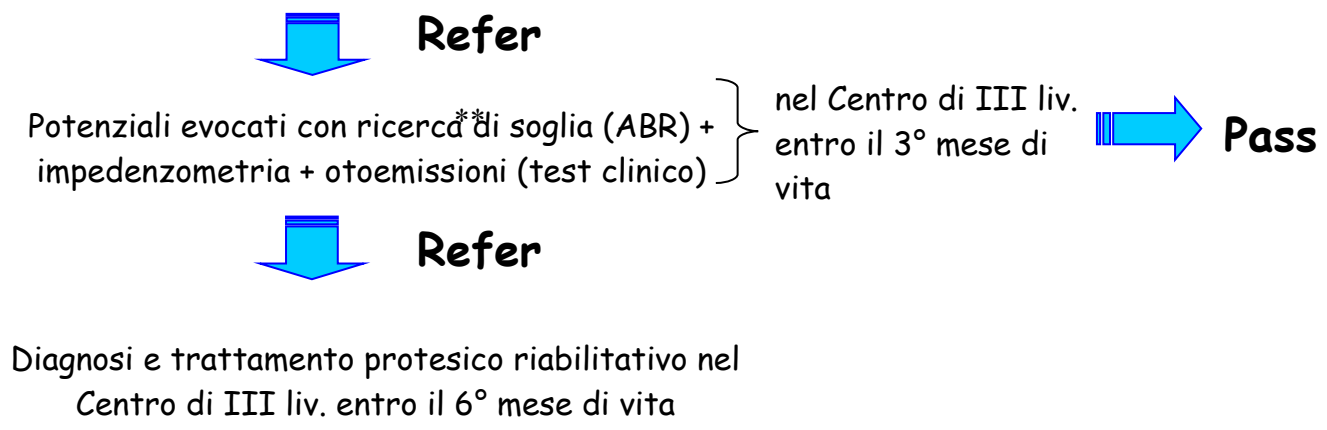 Refer
Potenziali evocati con ricerca** di soglia (ABR) +
impedenzometria + otoemissioni (test clinico)
nel Centro di III liv.
entro il 3° mese di
vita
Pass
Refer
Diagnosi e trattamento protesico riabilitativo nel
Centro di III liv. entro il 6° mese di vita